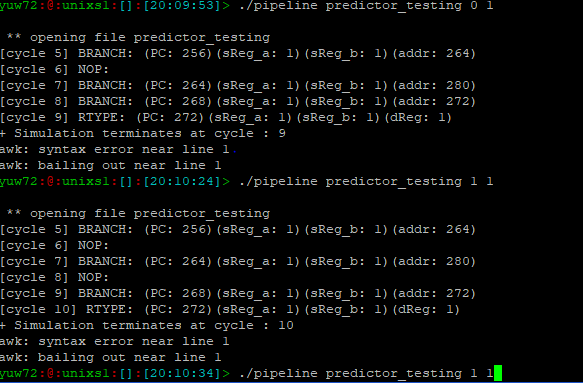 yuw72:@:unixs1:[]:[20:09:53]> ./pipeline predictor_testing 0 1
** opening file predictor_testing
[cycle 5] BRANCH: (PC: 256)(sReg_a: 1)(sReg_b: 1)(addr: 264)
[cycle 6] NOP:
[cycle 7] BRANCH: (PC: 264)(sReg_a: 1)(sReg_b: 1)(addr: 280)
[cycle 8] BRANCH: (PC: 268)(sReg_a: 1)(sReg_b: 1)(addr: 272)
[cycle 9] RTYPE: (PC: 272)(sReg_a: 1)(sReg_b: 1)(dReg: 1)
+ Simulation terminates at cycle : 9
awk: syntax error near line 1
awk: bailing out near line 1
yuw72:@:unixs1:[]:[20:10:24]> ./pipeline predictor_testing 1 1
** opening file predictor_testing
[cycle 5] BRANCH: (PC: 256)(sReg_a: 1)(sReg_b: 1)(addr: 264)
[cycle 6] NOP:
[cycle 7] BRANCH: (PC: 264)(sReg_a: 1)(sReg_b: 1)(addr: 280)
[cycle 8] NOP:
[cycle 9] BRANCH: (PC: 268)(sReg_a: 1)(sReg_b: 1)(addr: 272)
[cycle 10] RTYPE: (PC: 272)(sReg_a: 1)(sReg_b: 1)(dReg: 1)
+ Simulation terminates at cycle : 10
awk: syntax error near line 1
awk: bailing out near line 1
yuw72:@:unixs1:[]:[20:10:34]> ./pipeline predictor_testing 1 1